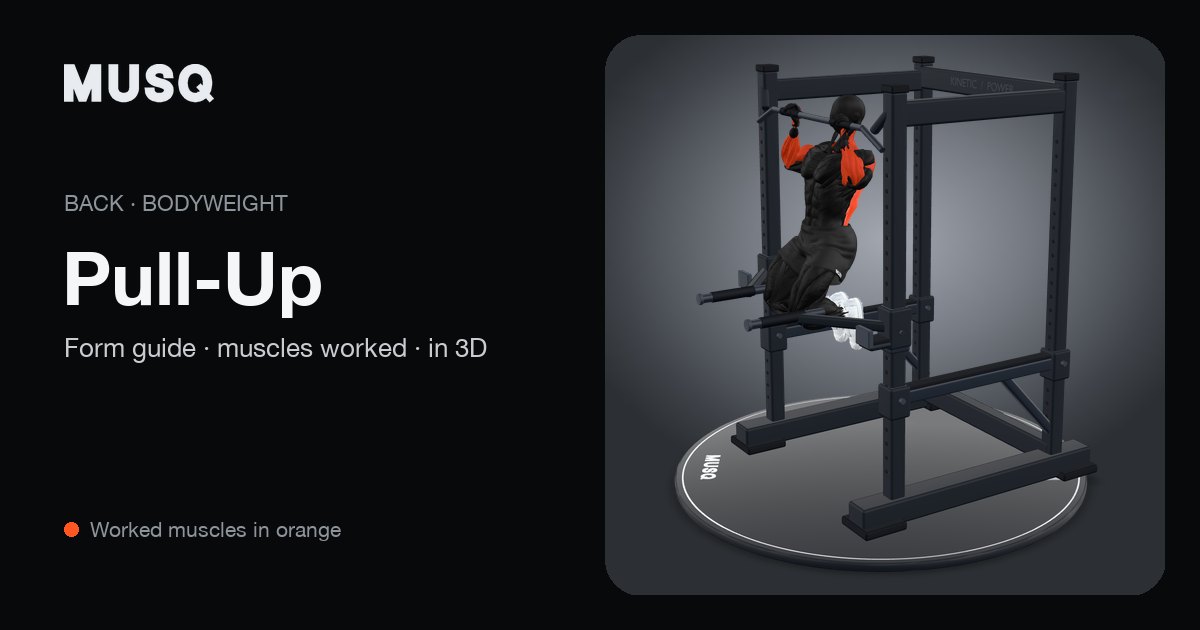 MUSQ
BACK · BODYWEIGHT
Pull-Up
Form guide · muscles worked · in 3D
Worked muscles in orange
KINETIC / POWER
MUSQ